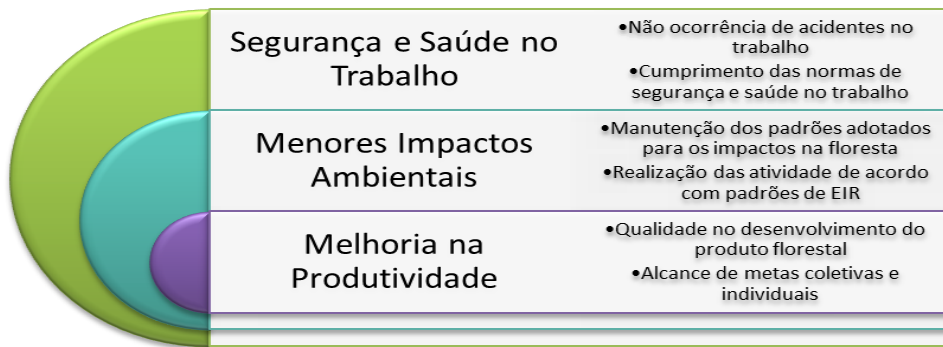 Segurança e Saúde no
Trabalho
•Não ocorrência de acidentes no
trabalho
•Cumprimento das normas de
segurança e saúde no trabalho
Menores Impactos
Ambientais
•Manutenção dos padrões adotados
para os impactos na floresta
•Realização das atividade de acordo
com padrões de EIR
Melhoria na
Produtividade
•Qualidade no desenvolvimento do
produto florestal
•Alcance de metas coletivas e
individuais